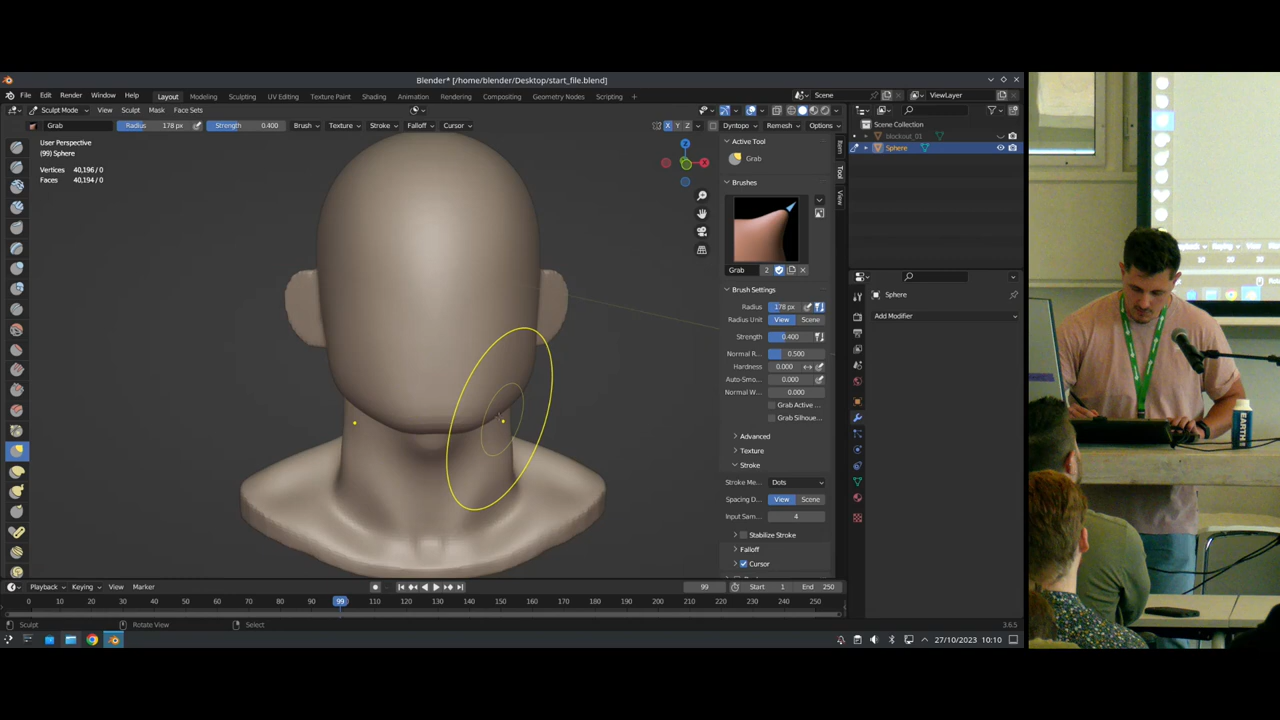 Blender* [/home/blender/Desktop/start_file.blend]
File Edit Render Window Help Layout Modeling Sculpting UV Editing Texture Paint Shading Animation Rendering Compositing Geometry Nodes Scripting + Scene ViewLayer
Sculpt Mode View Sculpt Mask Face Sets
Grab Radius 178 px Strength 0.400 Brush Texture Stroke Falloff Cursor X Y Z Dyntopo Remesh Options
User Perspective
(99) Sphere
Vertices 40,196 / 0
Faces 40,194 / 0
Z
X
Active Tool
Grab
Brushes
Grab 2
Brush Settings
Radius 178 px
Radius Unit View Scene
Strength 0.400
Normal R... 0.500
Hardness 0.000
Auto-Smo... 0.000
Normal W... 0.000
Grab Active ...
Grab Silhoue...
Advanced
Texture
Stroke
Stroke Me... Dots
Spacing D... View Scene
Input Sam... 4
Stabilize Stroke
Falloff
Cursor
Item
Tool
View
Scene Collection
blockout_01
Sphere
Sphere
Add Modifier
Playback Keying View Marker 99 Start 1 End 250
0 10 20 30 40 50 60 70 80 90 99 110 120 130 140 150 160 170 180 190 200 210 220 230 240 250
Sculpt Rotate View Select 3.6.5
27/10/2023 10:10
EARTH